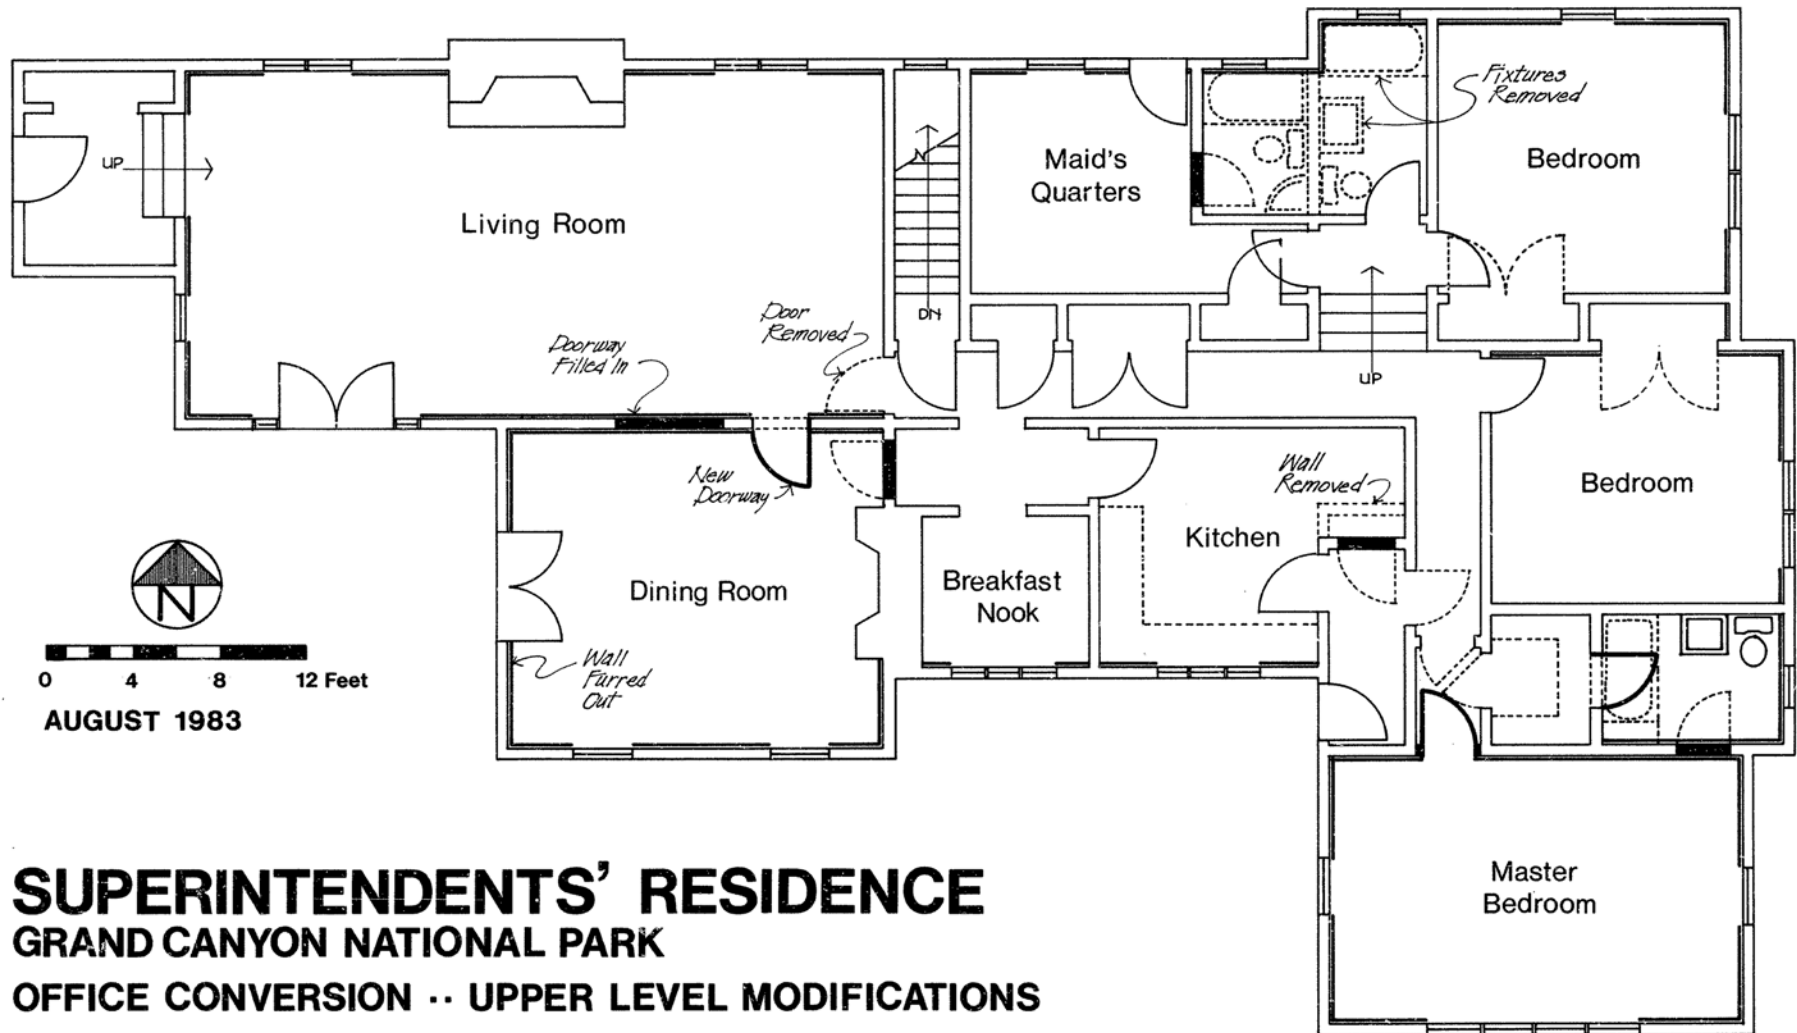 Fixtures
Removed
UP
Living Room
Maid's
Quarters
Bedroom
N
DN
Door
Removed
Doorway
Filled In
UP
New
Doorway
Wall
Removed
Bedroom
Kitchen
Dining Room
Breakfast
Nook
N
Wall
Furred
Out
0 4 8 12 Feet
AUGUST 1983
Master
Bedroom
SUPERINTENDENTS' RESIDENCE
GRAND CANYON NATIONAL PARK
OFFICE CONVERSION ·· UPPER LEVEL MODIFICATIONS